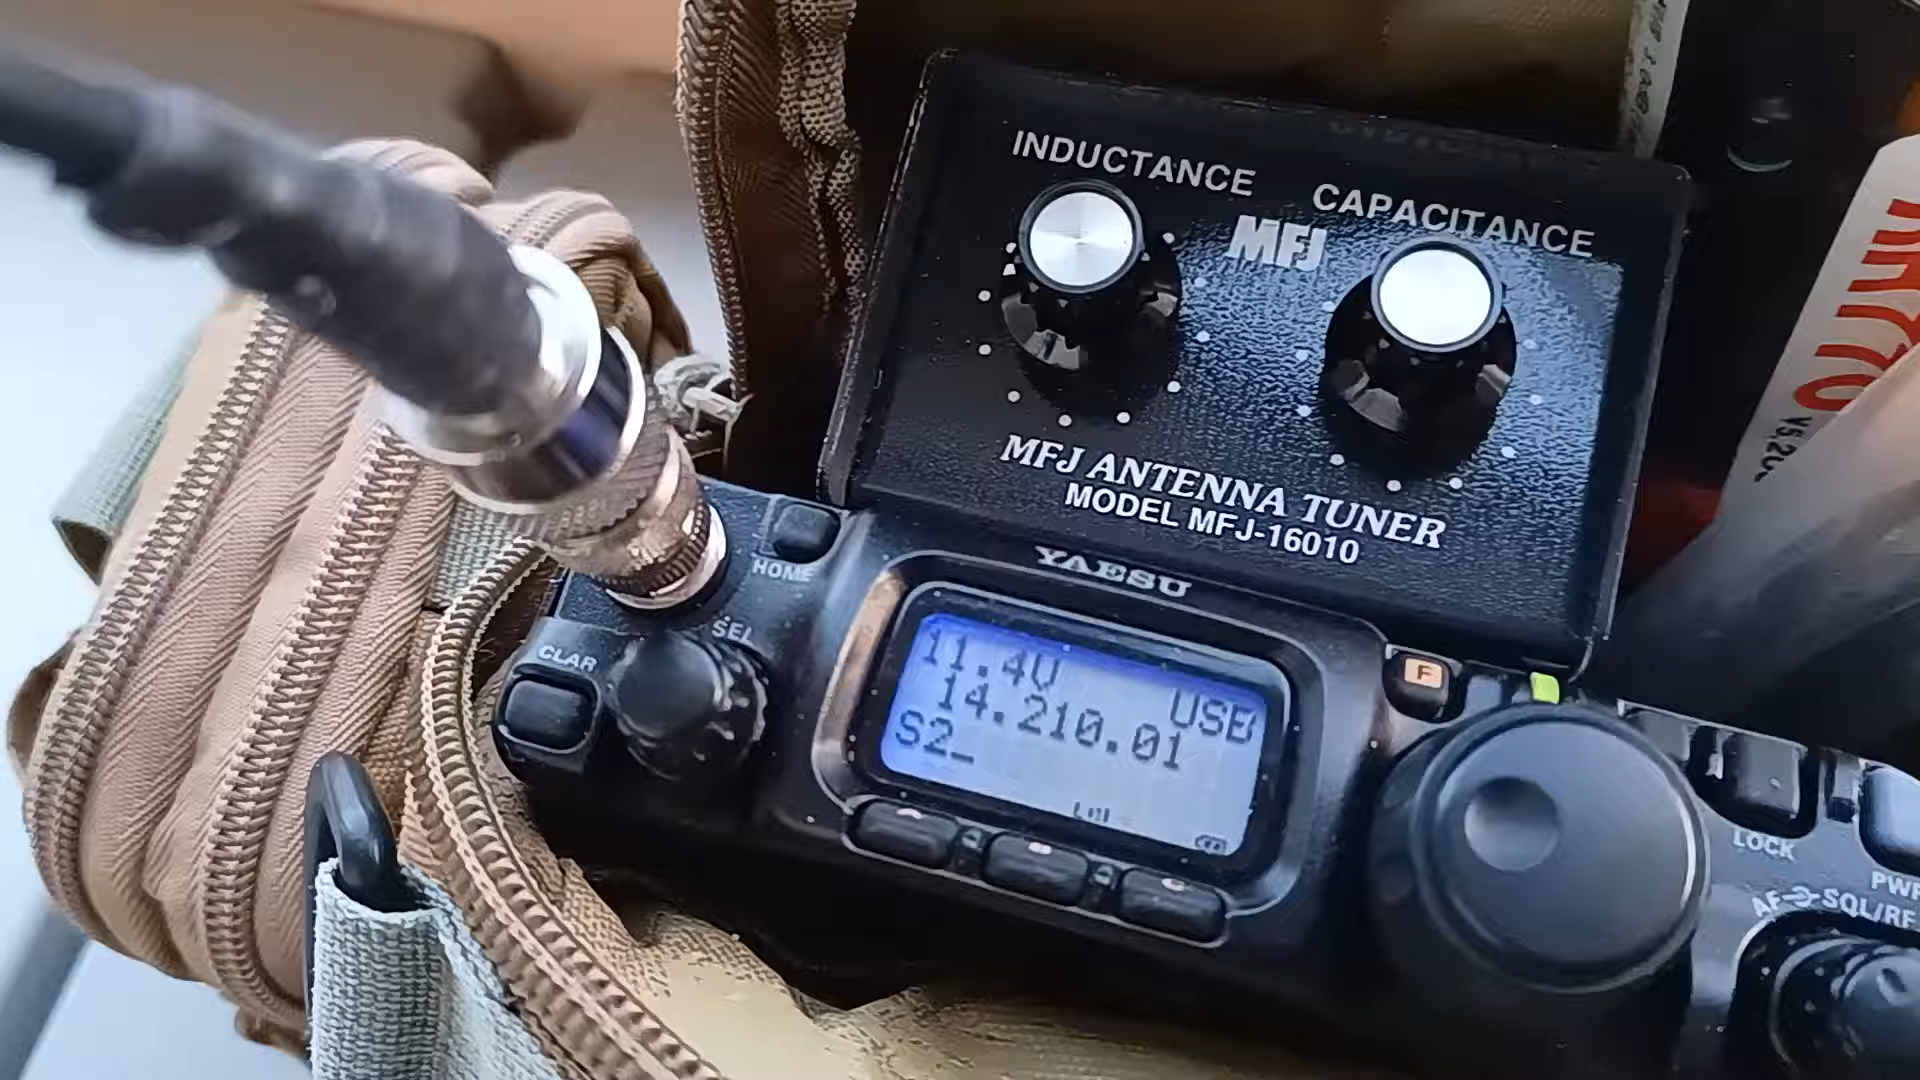 INDUCTANCE
CAPACITANCE
MFJ
MFJ ANTENNA TUNER
MODEL MFJ-16010
YAESU
HOME
SEL
CLAR
11.4V
USB
14.210.01
S2_
F
LOCK
PWR
AF-SQL/RF